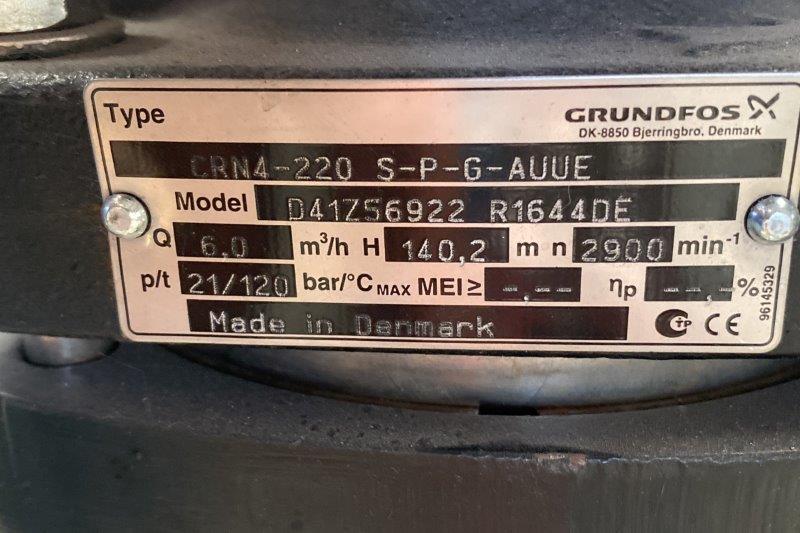 Type
GRUNDFOS
DK-8850 Bjerringbro, Denmark
CRN4-220 S-P-G-AUUE
Model D41Z56922 R1644DE
Q 6,0 m³/h H 140,2 m n 2900 min-1
p/t 21/120 bar/°C MAX MEI≥ -,-- ηp --,-%
Made in Denmark
CE
96145329